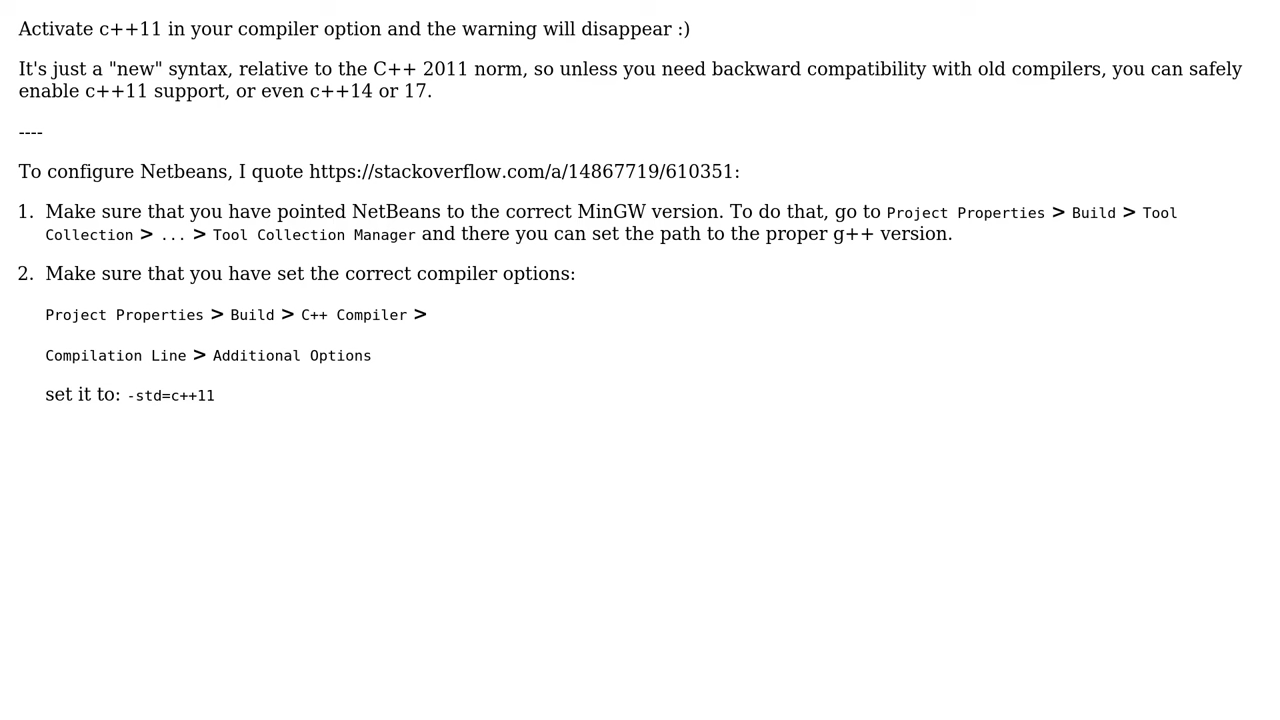 Activate c++11 in your compiler option and the warning will disappear :)
It's just a "new" syntax, relative to the C++ 2011 norm, so unless you need backward compatibility with old compilers, you can safely
enable c++11 support, or even c++14 or 17.
----
To configure Netbeans, I quote https://stackoverflow.com/a/14867719/610351:
1. Make sure that you have pointed NetBeans to the correct MinGW version. To do that, go to Project Properties > Build > Tool
Collection > ... > Tool Collection Manager and there you can set the path to the proper g++ version.
2. Make sure that you have set the correct compiler options:
Project Properties > Build > C++ Compiler >
Compilation Line > Additional Options
set it to: -std=c++11